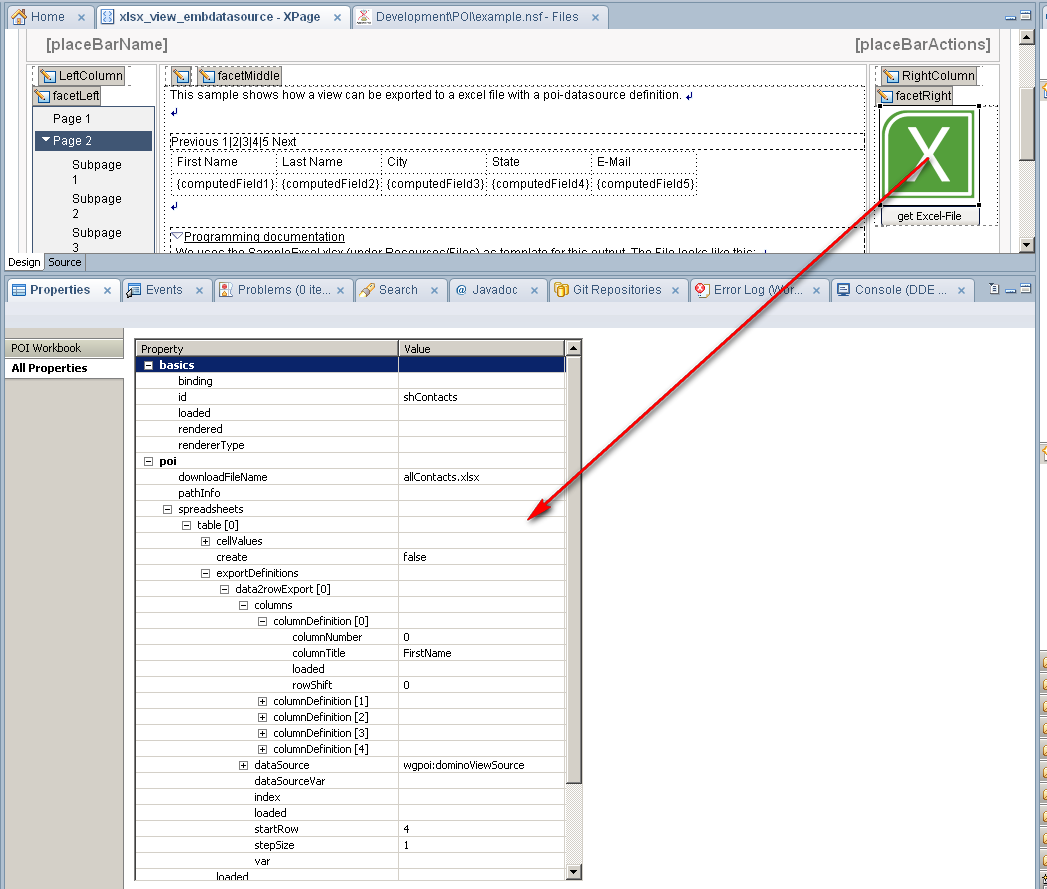 Home xlsx_view_embdatasource - XPage Development\POI\example.nsf - Files
[placeBarName] [placeBarActions]
LeftColumn facetMiddle RightColumn
facetLeft facetRight
This sample shows how a view can be exported to a excel file with a poi-datasource definition.
Page 1
Page 2
Subpage
1
Subpage
2
Subpage
3
Previous 1|2|3|4|5 Next
First Name Last Name City State E-Mail
{computedField1} {computedField2} {computedField3} {computedField4} {computedField5}
X
get Excel-File
Programming documentation
We uses the SampleExcel.xlsx (under Resources/Files) as template for this output. The File looks like this:
Design Source
Properties Events Problems (0 ite... Search @ Javadoc Git Repositories Error Log (Wor... Console (DDE ...
POI Workbook
All Properties
Property Value
basics
binding
id shContacts
loaded
rendered
rendererType
poi
downloadFileName allContacts.xlsx
pathInfo
spreadsheets
table [0]
cellValues
create false
exportDefinitions
data2rowExport [0]
columns
columnDefinition [0]
columnNumber 0
columnTitle FirstName
loaded
rowShift 0
columnDefinition [1]
columnDefinition [2]
columnDefinition [3]
columnDefinition [4]
dataSource wgpoi:dominoViewSource
dataSourceVar
index
loaded
startRow 4
stepSize 1
var
loaded